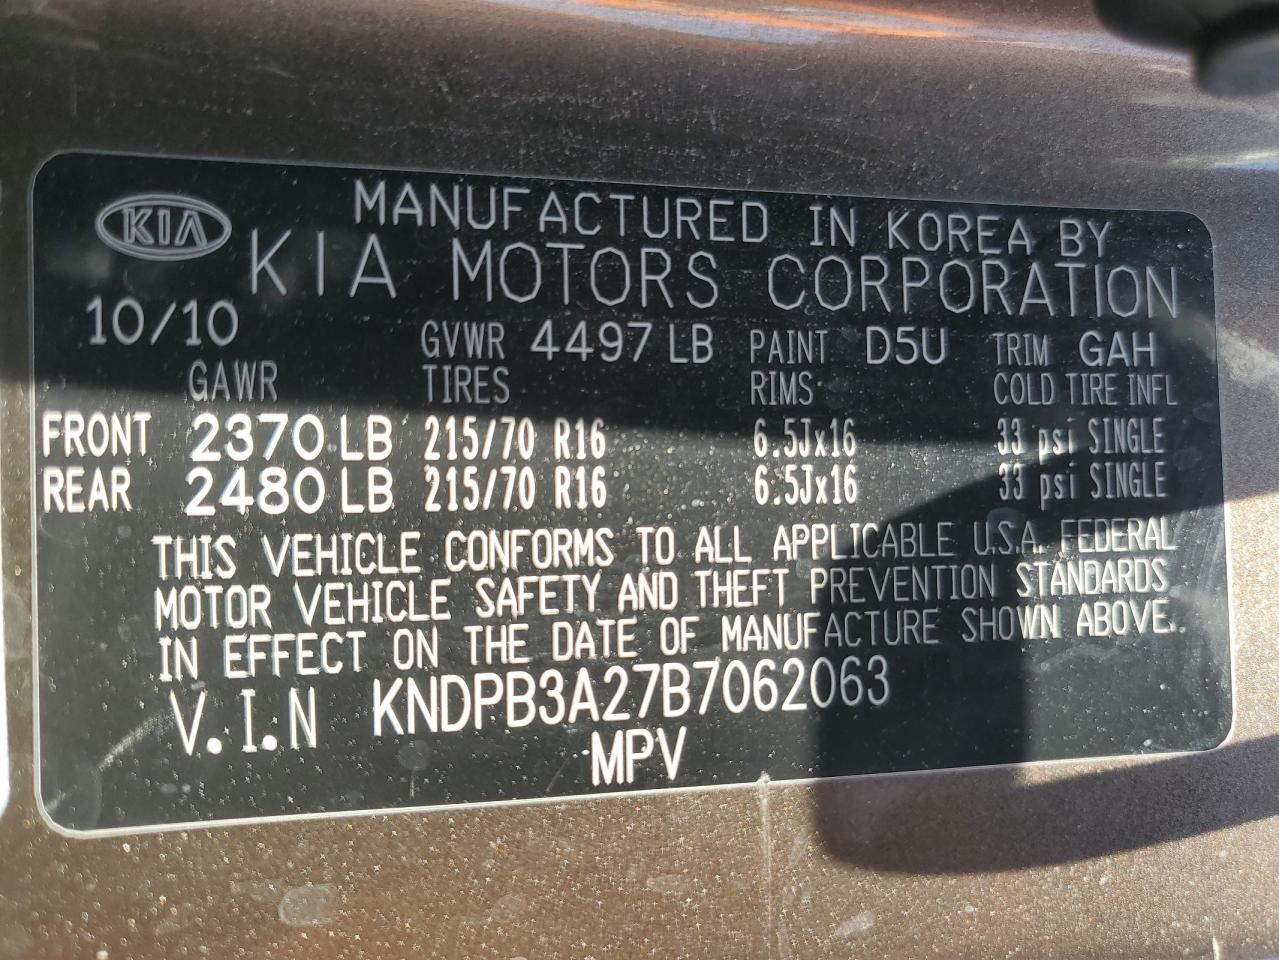 MANUFACTURED IN KOREA BY
KIA KIA MOTORS CORPORATION
10/10 GVWR 4497 LB PAINT D5U TRIM GAH
GAWR TIRES RIMS COLD TIRE INFL
FRONT 2370 LB 215/70 R16 6.5Jx16 33 psi SINGLE
REAR 2480 LB 215/70 R16 6.5Jx16 33 psi SINGLE
THIS VEHICLE CONFORMS TO ALL APPLICABLE U.S.A. FEDERAL
MOTOR VEHICLE SAFETY AND THEFT PREVENTION STANDARDS
IN EFFECT ON THE DATE OF MANUFACTURE SHOWN ABOVE.
V.I.N KNDPB3A27B7062063
MPV